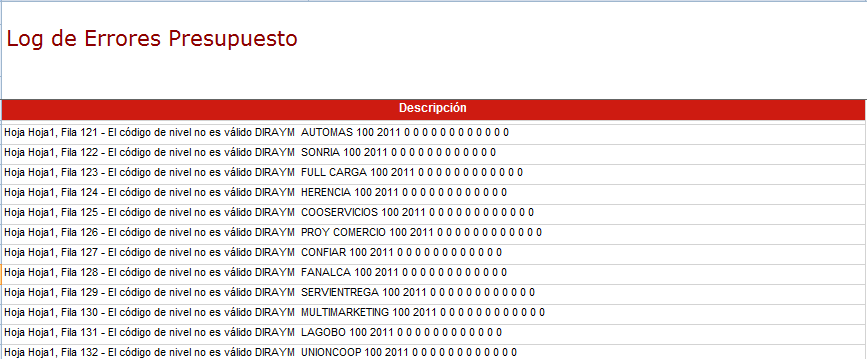 Log de Errores Presupuesto
Descripción
Hoja Hoja1, Fila 121 - El código de nivel no es válido DIRAYM  AUTOMAS 100 2011 0 0 0 0 0 0 0 0 0 0 0 0
Hoja Hoja1, Fila 122 - El código de nivel no es válido DIRAYM  SONRIA 100 2011 0 0 0 0 0 0 0 0 0 0 0 0
Hoja Hoja1, Fila 123 - El código de nivel no es válido DIRAYM  FULL CARGA 100 2011 0 0 0 0 0 0 0 0 0 0 0 0
Hoja Hoja1, Fila 124 - El código de nivel no es válido DIRAYM  HERENCIA 100 2011 0 0 0 0 0 0 0 0 0 0 0 0
Hoja Hoja1, Fila 125 - El código de nivel no es válido DIRAYM  COOSERVICIOS 100 2011 0 0 0 0 0 0 0 0 0 0 0 0
Hoja Hoja1, Fila 126 - El código de nivel no es válido DIRAYM  PROY COMERCIO 100 2011 0 0 0 0 0 0 0 0 0 0 0 0
Hoja Hoja1, Fila 127 - El código de nivel no es válido DIRAYM  CONFIAR 100 2011 0 0 0 0 0 0 0 0 0 0 0 0
Hoja Hoja1, Fila 128 - El código de nivel no es válido DIRAYM  FANALCA 100 2011 0 0 0 0 0 0 0 0 0 0 0 0
Hoja Hoja1, Fila 129 - El código de nivel no es válido DIRAYM  SERVIENTREGA 100 2011 0 0 0 0 0 0 0 0 0 0 0 0
Hoja Hoja1, Fila 130 - El código de nivel no es válido DIRAYM  MULTIMARKETING 100 2011 0 0 0 0 0 0 0 0 0 0 0 0
Hoja Hoja1, Fila 131 - El código de nivel no es válido DIRAYM  LAGOBO 100 2011 0 0 0 0 0 0 0 0 0 0 0 0
Hoja Hoja1, Fila 132 - El código de nivel no es válido DIRAYM  UNIONCOOP 100 2011 0 0 0 0 0 0 0 0 0 0 0 0